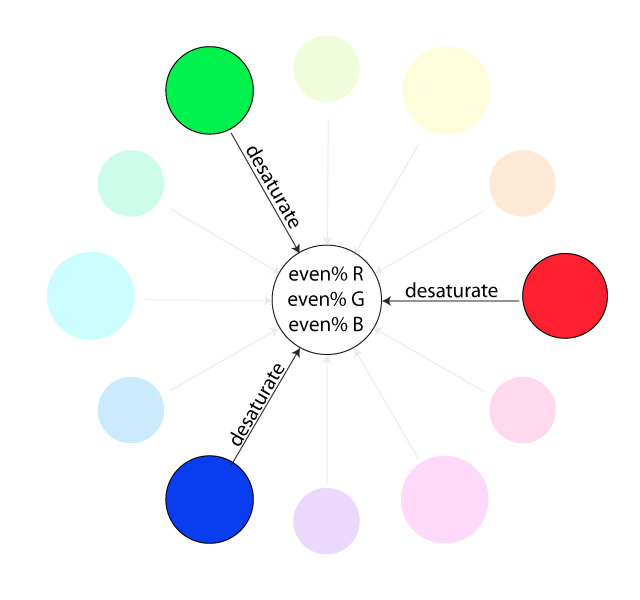 desaturate
even% R
even% G
even% B
desaturate
desaturate